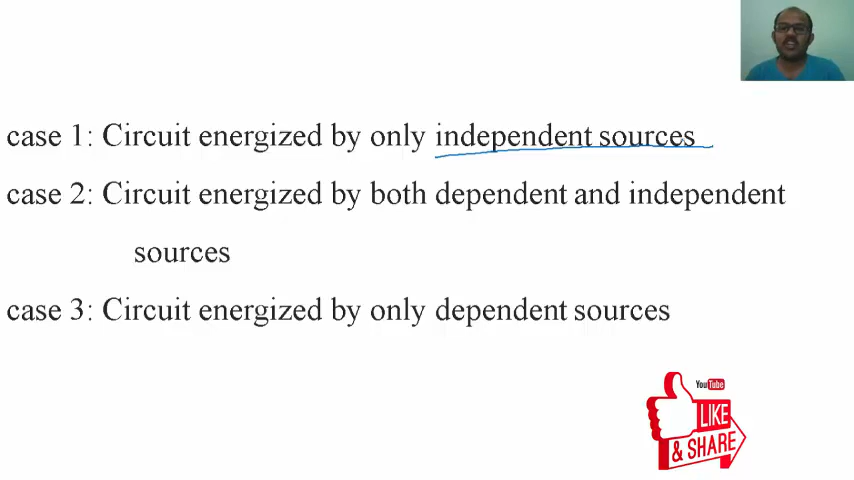 case 1: Circuit energized by only independent sources
case 2: Circuit energized by both dependent and independent
sources
case 3: Circuit energized by only dependent sources
YouTube
LIKE
& SHARE